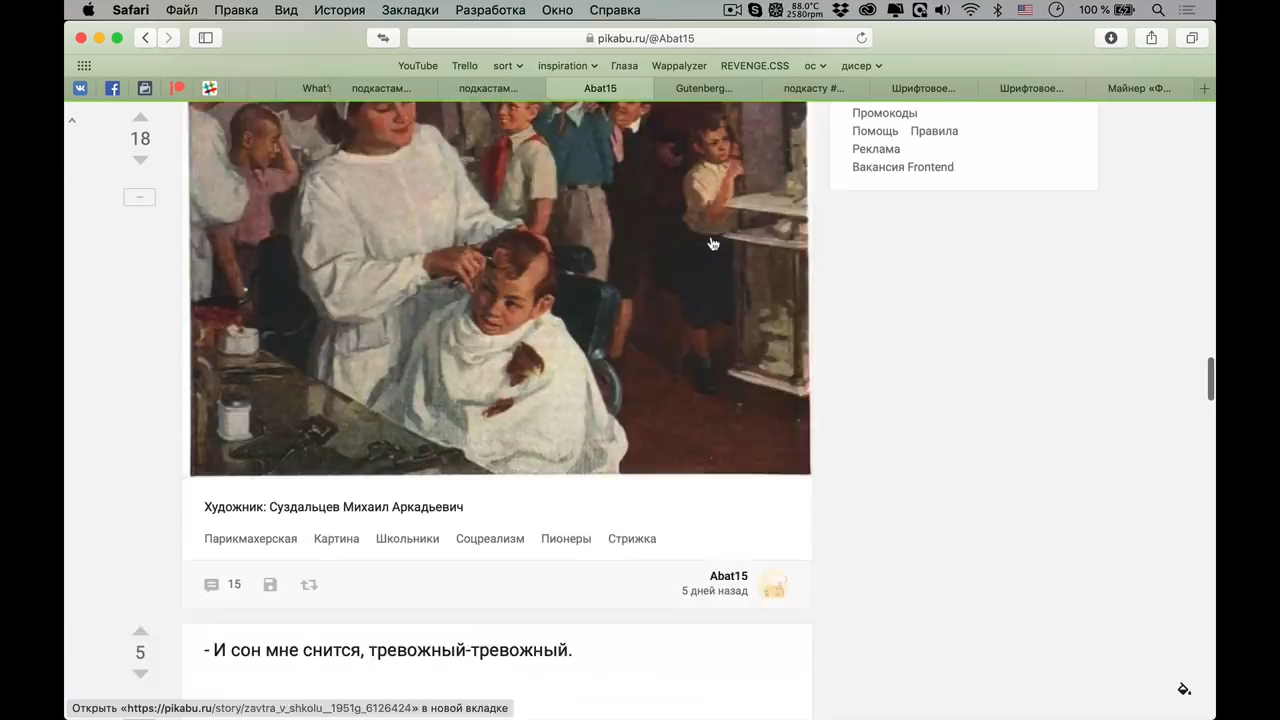 Safari Файл Правка Вид История Закладки Разработка Окно Справка 88.0°C 2580rpm 100 %
pikabu.ru/@Abat15
YouTube Trello sort inspiration Глаза Wappalyzer REVENGE.CSS ос дисер
What's подкастам... подкастам... Abat15 Gutenberg... подкасту #... Шрифтовое... Шрифтовое... Майнер «Ф...
Промокоды
18
Помощь Правила
Реклама
Вакансия Frontend
Художник: Суздальцев Михаил Аркадьевич
Парикмахерская Картина Школьники Соцреализм Пионеры Стрижка
15
Abat15
5 дней назад
5
- И сон мне снится, тревожный-тревожный.
Открыть «https://pikabu.ru/story/zavtra_v_shkolu__1951g_6126424» в новой вкладке